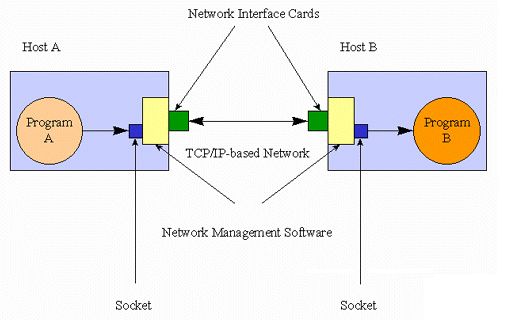 Network Interface Cards
Host A
Host B
Program
A
Program
B
TCP/IP-based Network
Network Management Software
Socket
Socket